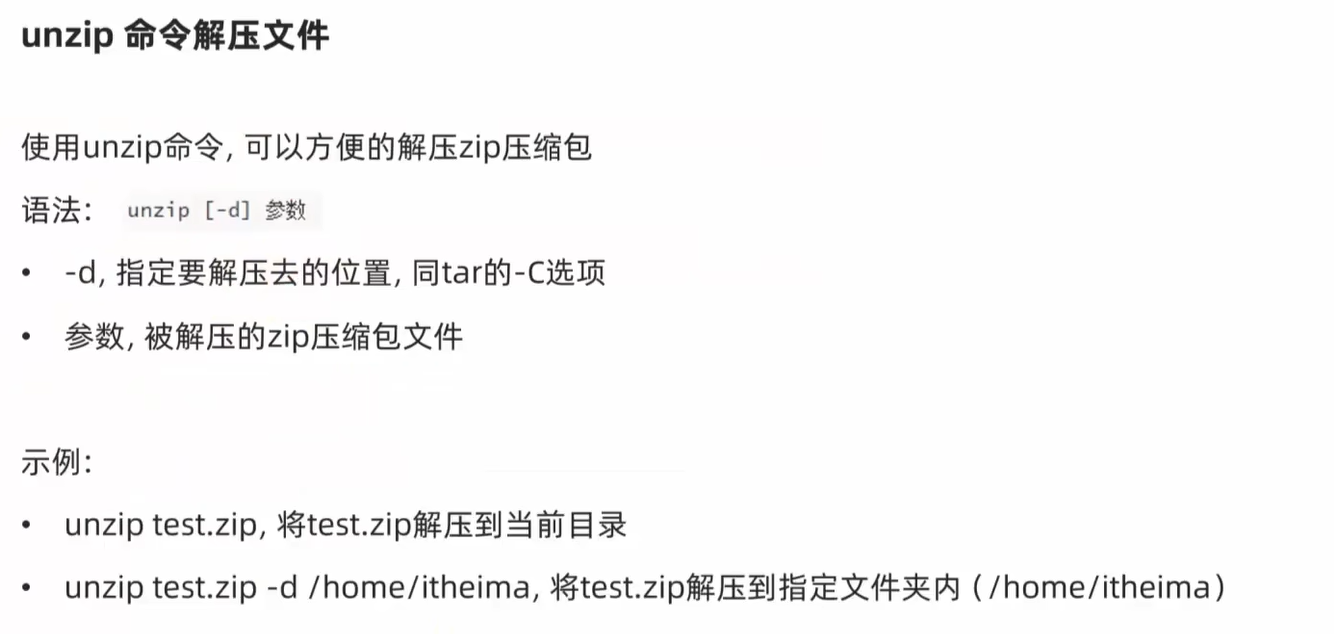 unzip 命令解压文件
使用unzip命令, 可以方便的解压zip压缩包
语法: unzip [-d] 参数
• -d, 指定要解压去的位置, 同tar的-C选项
• 参数, 被解压的zip压缩包文件
示例:
• unzip test.zip, 将test.zip解压到当前目录
• unzip test.zip -d /home/itheima, 将test.zip解压到指定文件夹内（/home/itheima）